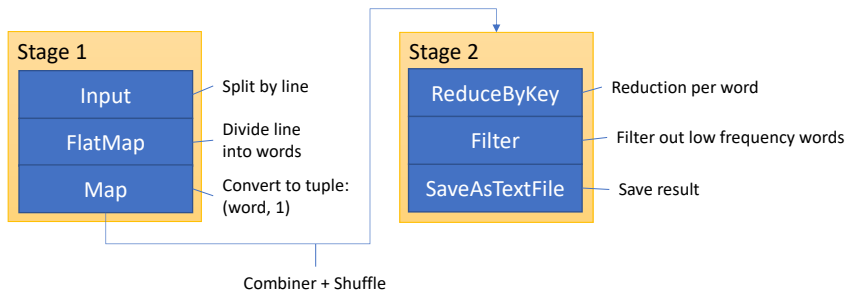 Stage 1
Input
Split by line
FlatMap
Divide line
into words
Map
Convert to tuple:
(word, 1)
Combiner + Shuffle
Stage 2
ReduceByKey
Reduction per word
Filter
Filter out low frequency words
SaveAsTextFile
Save result